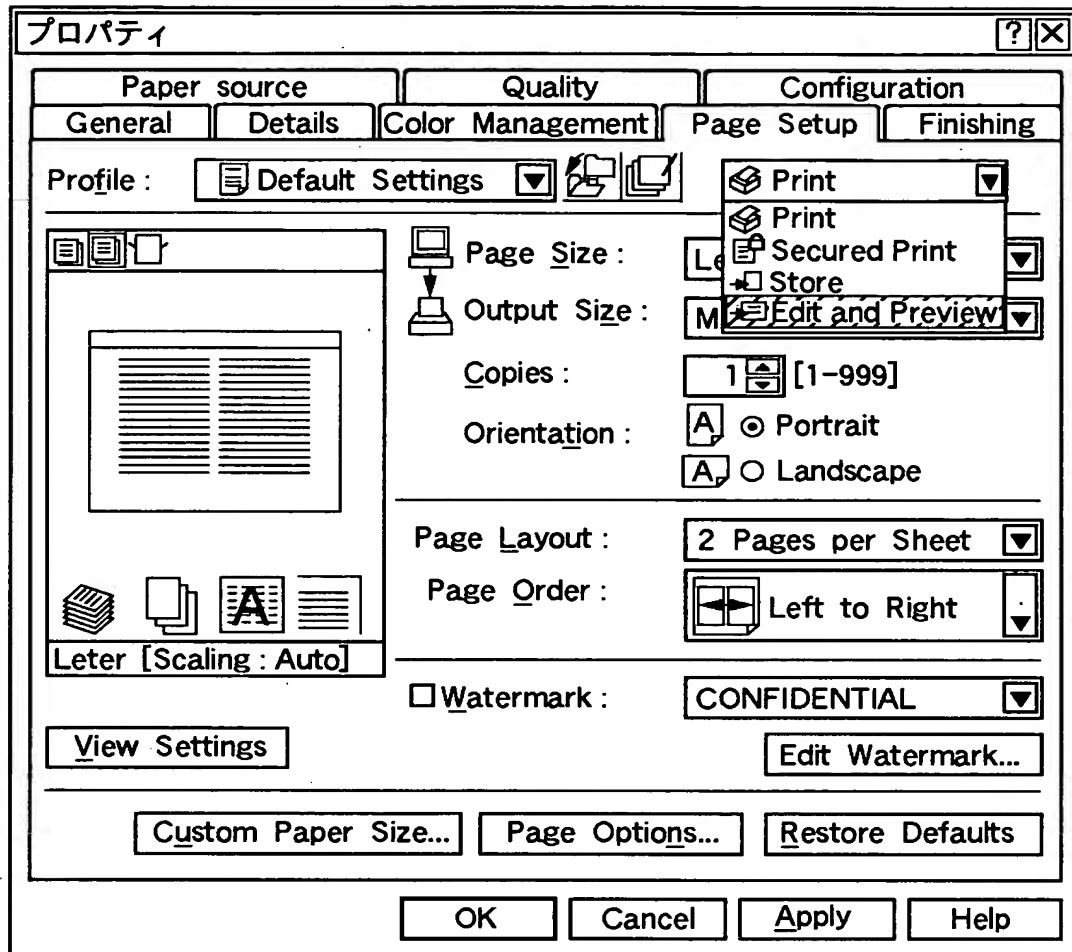 プロパティ ? X
Paper source Quality Configuration
General Details Color Management Page Setup Finishing
Profile : Default Settings Print
Print
Secured Print
Store
Edit and Preview
Page Size :
Output Size :
Copies : 1 [1-999]
Orientation : A Portrait
A Landscape
Page Layout : 2 Pages per Sheet
Page Order : Left to Right
A
Leter [Scaling : Auto]
Watermark : CONFIDENTIAL
View Settings Edit Watermark...
Custom Paper Size... Page Options... Restore Defaults
OK Cancel Apply Help